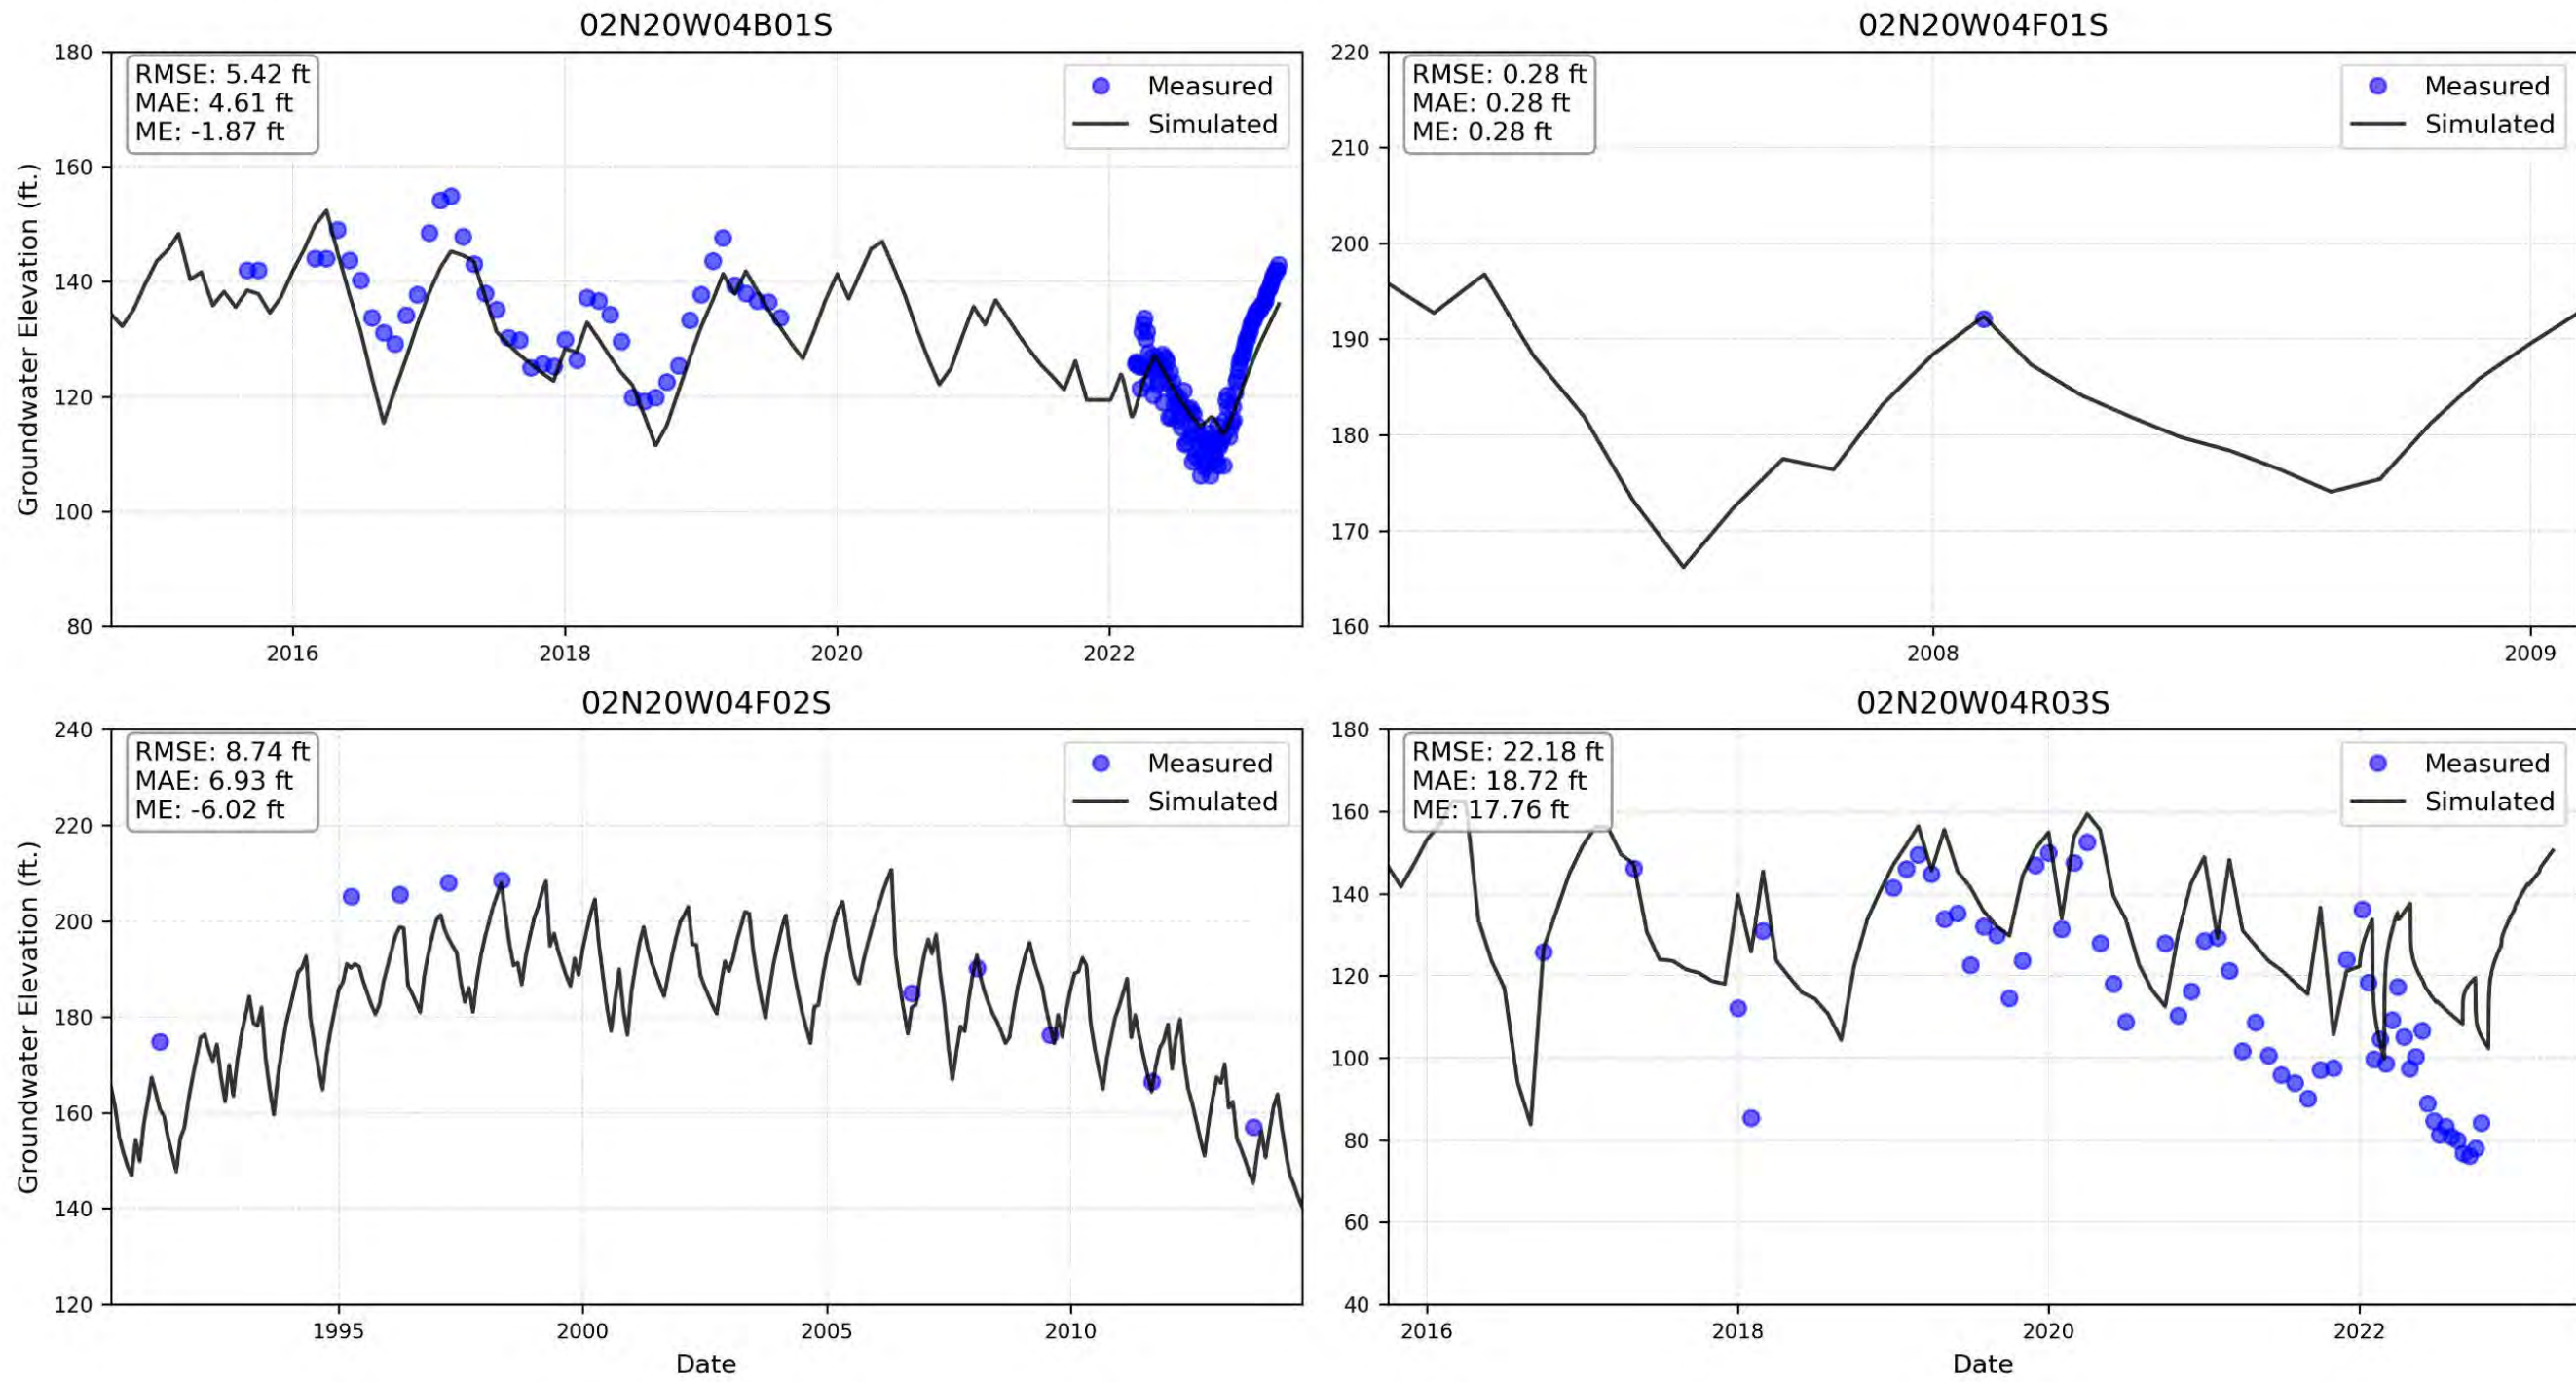 02N20W04B01S
RMSE: 5.42 ft
MAE: 4.61 ft
ME: -1.87 ft
Measured
Simulated
Groundwater Elevation (ft.)
180
160
140
120
100
80
2016
2018
2020
2022
02N20W04F01S
RMSE: 0.28 ft
MAE: 0.28 ft
ME: 0.28 ft
Measured
Simulated
220
210
200
190
180
170
160
2008
2009
02N20W04F02S
RMSE: 8.74 ft
MAE: 6.93 ft
ME: -6.02 ft
Measured
Simulated
Groundwater Elevation (ft.)
240
220
200
180
160
140
120
1995
2000
2005
2010
Date
02N20W04R03S
RMSE: 22.18 ft
MAE: 18.72 ft
ME: 17.76 ft
Measured
Simulated
180
160
140
120
100
80
60
40
2016
2018
2020
2022
Date